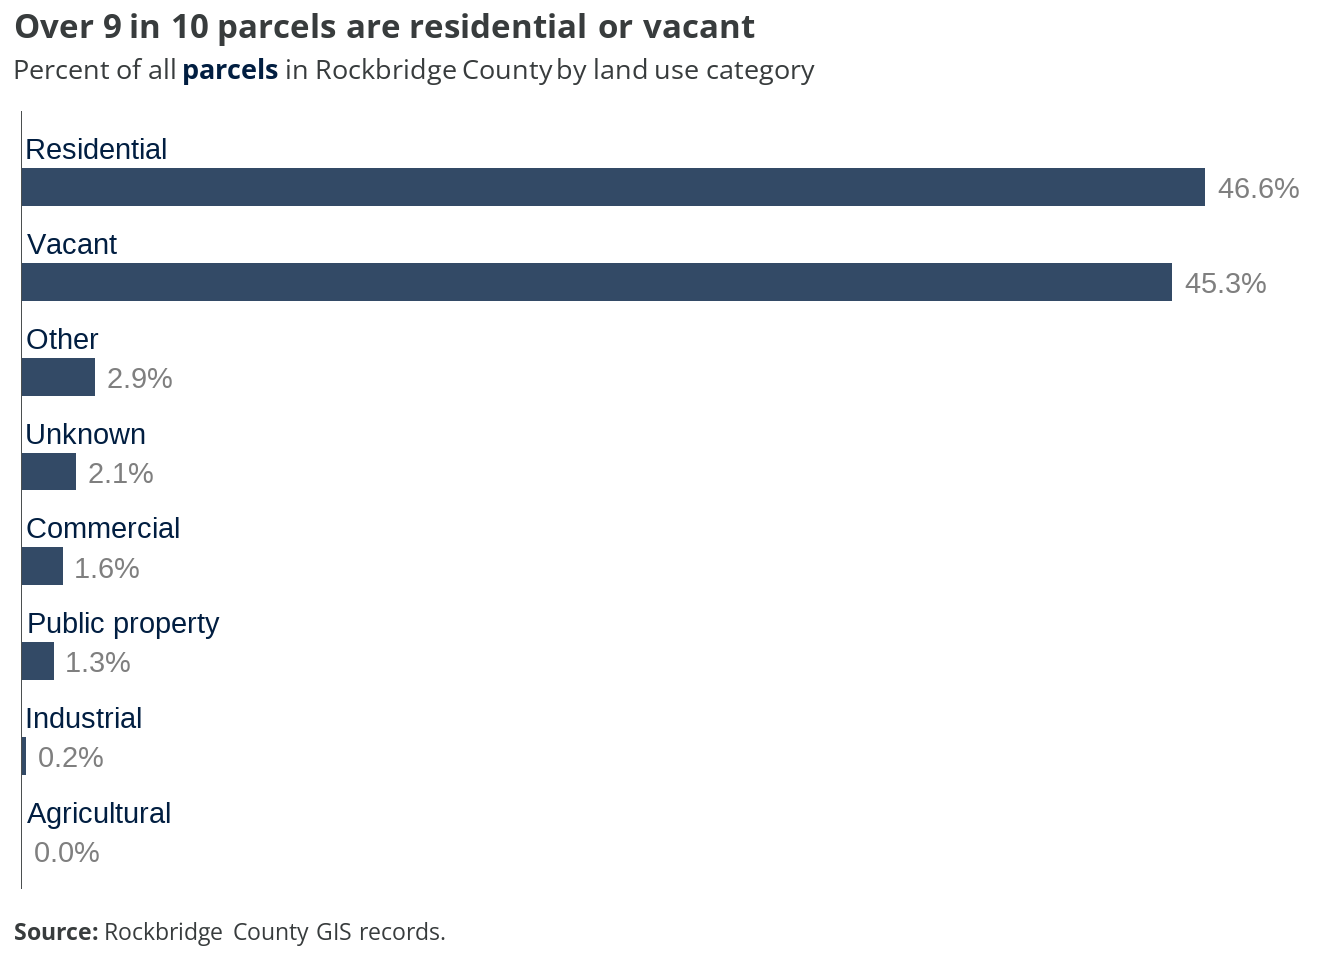 Over 9 in 10 parcels are residential or vacant
Percent of all parcels in Rockbridge County by land use category
Residential
46.6%
Vacant
45.3%
Other
2.9%
Unknown
2.1%
Commercial
1.6%
Public property
1.3%
Industrial
0.2%
Agricultural
0.0%
Source: Rockbridge County GIS records.